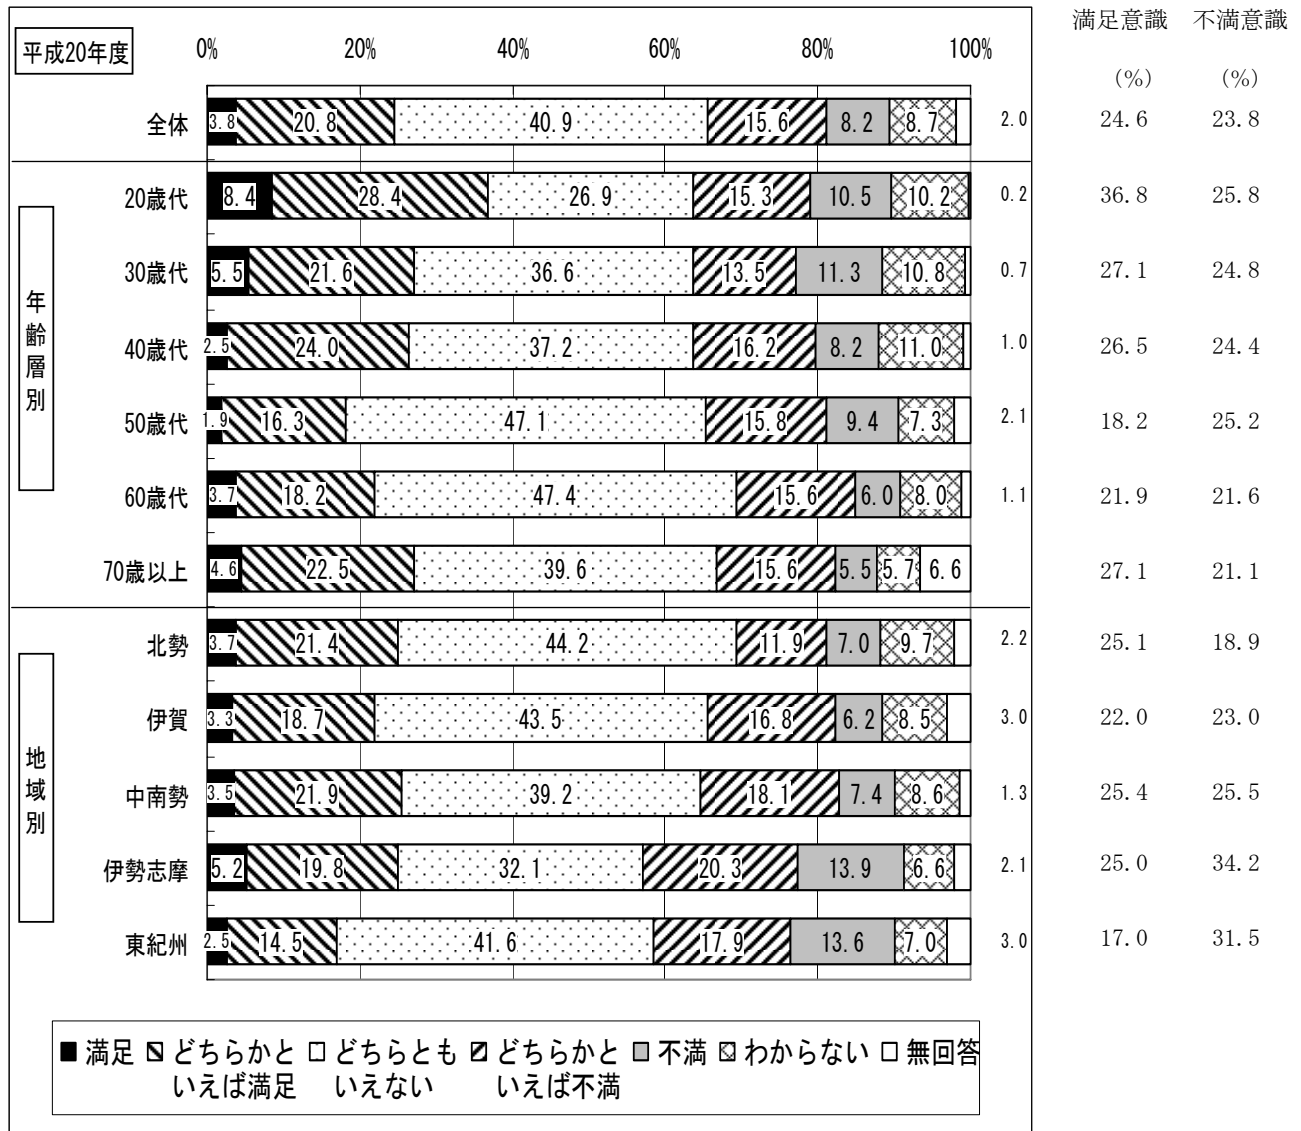 満足意識 不満意識
平成20年度 0% 20% 40% 60% 80% 100%
(%) (%)
全体 3.8 20.8 40.9 15.6 8.2 8.7 2.0 24.6 23.8
年齢層別
20歳代 8.4 28.4 26.9 15.3 10.5 10.2 0.2 36.8 25.8
30歳代 5.5 21.6 36.6 13.5 11.3 10.8 0.7 27.1 24.8
40歳代 2.5 24.0 37.2 16.2 8.2 11.0 1.0 26.5 24.4
50歳代 1.9 16.3 47.1 15.8 9.4 7.3 2.1 18.2 25.2
60歳代 3.7 18.2 47.4 15.6 6.0 8.0 1.1 21.9 21.6
70歳以上 4.6 22.5 39.6 15.6 5.5 5.7 6.6 27.1 21.1
地域別
北勢 3.7 21.4 44.2 11.9 7.0 9.7 2.2 25.1 18.9
伊賀 3.3 18.7 43.5 16.8 6.2 8.5 3.0 22.0 23.0
中南勢 3.5 21.9 39.2 18.1 7.4 8.6 1.3 25.4 25.5
伊勢志摩 5.2 19.8 32.1 20.3 13.9 6.6 2.1 25.0 34.2
東紀州 2.5 14.5 41.6 17.9 13.6 7.0 3.0 17.0 31.5
満足 どちらかと どちらとも どちらかと 不満 わからない 無回答
いえば満足 いえない いえば不満